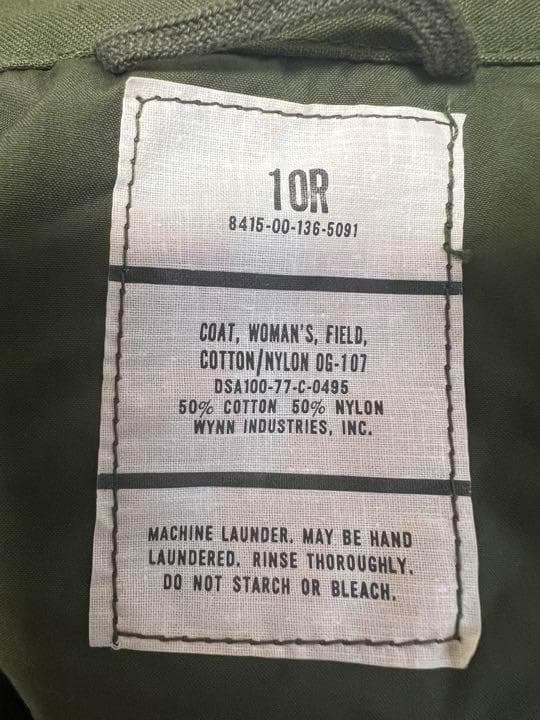 10R
8415-00-136-5091
COAT, WOMAN'S, FIELD,
COTTON/NYLON OG-107
DSA100-77-C-0495
50% COTTON 50% NYLON
WYNN INDUSTRIES, INC.
MACHINE LAUNDER. MAY BE HAND
LAUNDERED. RINSE THOROUGHLY.
DO NOT STARCH OR BLEACH.